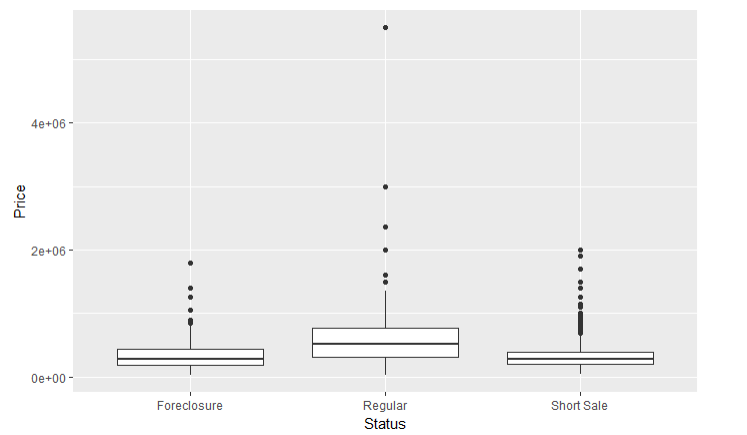 4e+06
2e+06
0e+00
Price
Foreclosure
Regular
Short Sale
Status